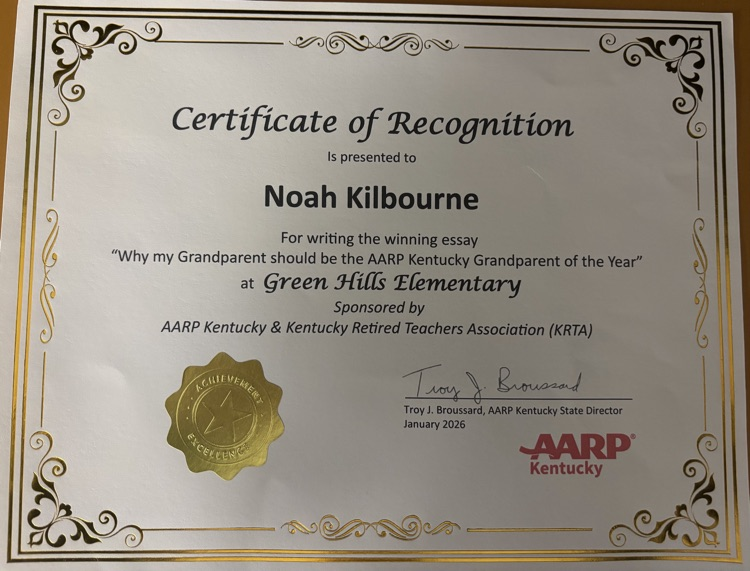 Certificate of Recognition
Is presented to
Noah Kilbourne
For writing the winning essay
“Why my Grandparent should be the AARP Kentucky Grandparent of the Year”
at Green Hills Elementary
Sponsored by
AARP Kentucky & Kentucky Retired Teachers Association (KRTA)
ACHIEVEMENT
EXCELLENCE
Troy J. Broussard
Troy J. Broussard, AARP Kentucky State Director
January 2026
AARP®
Kentucky